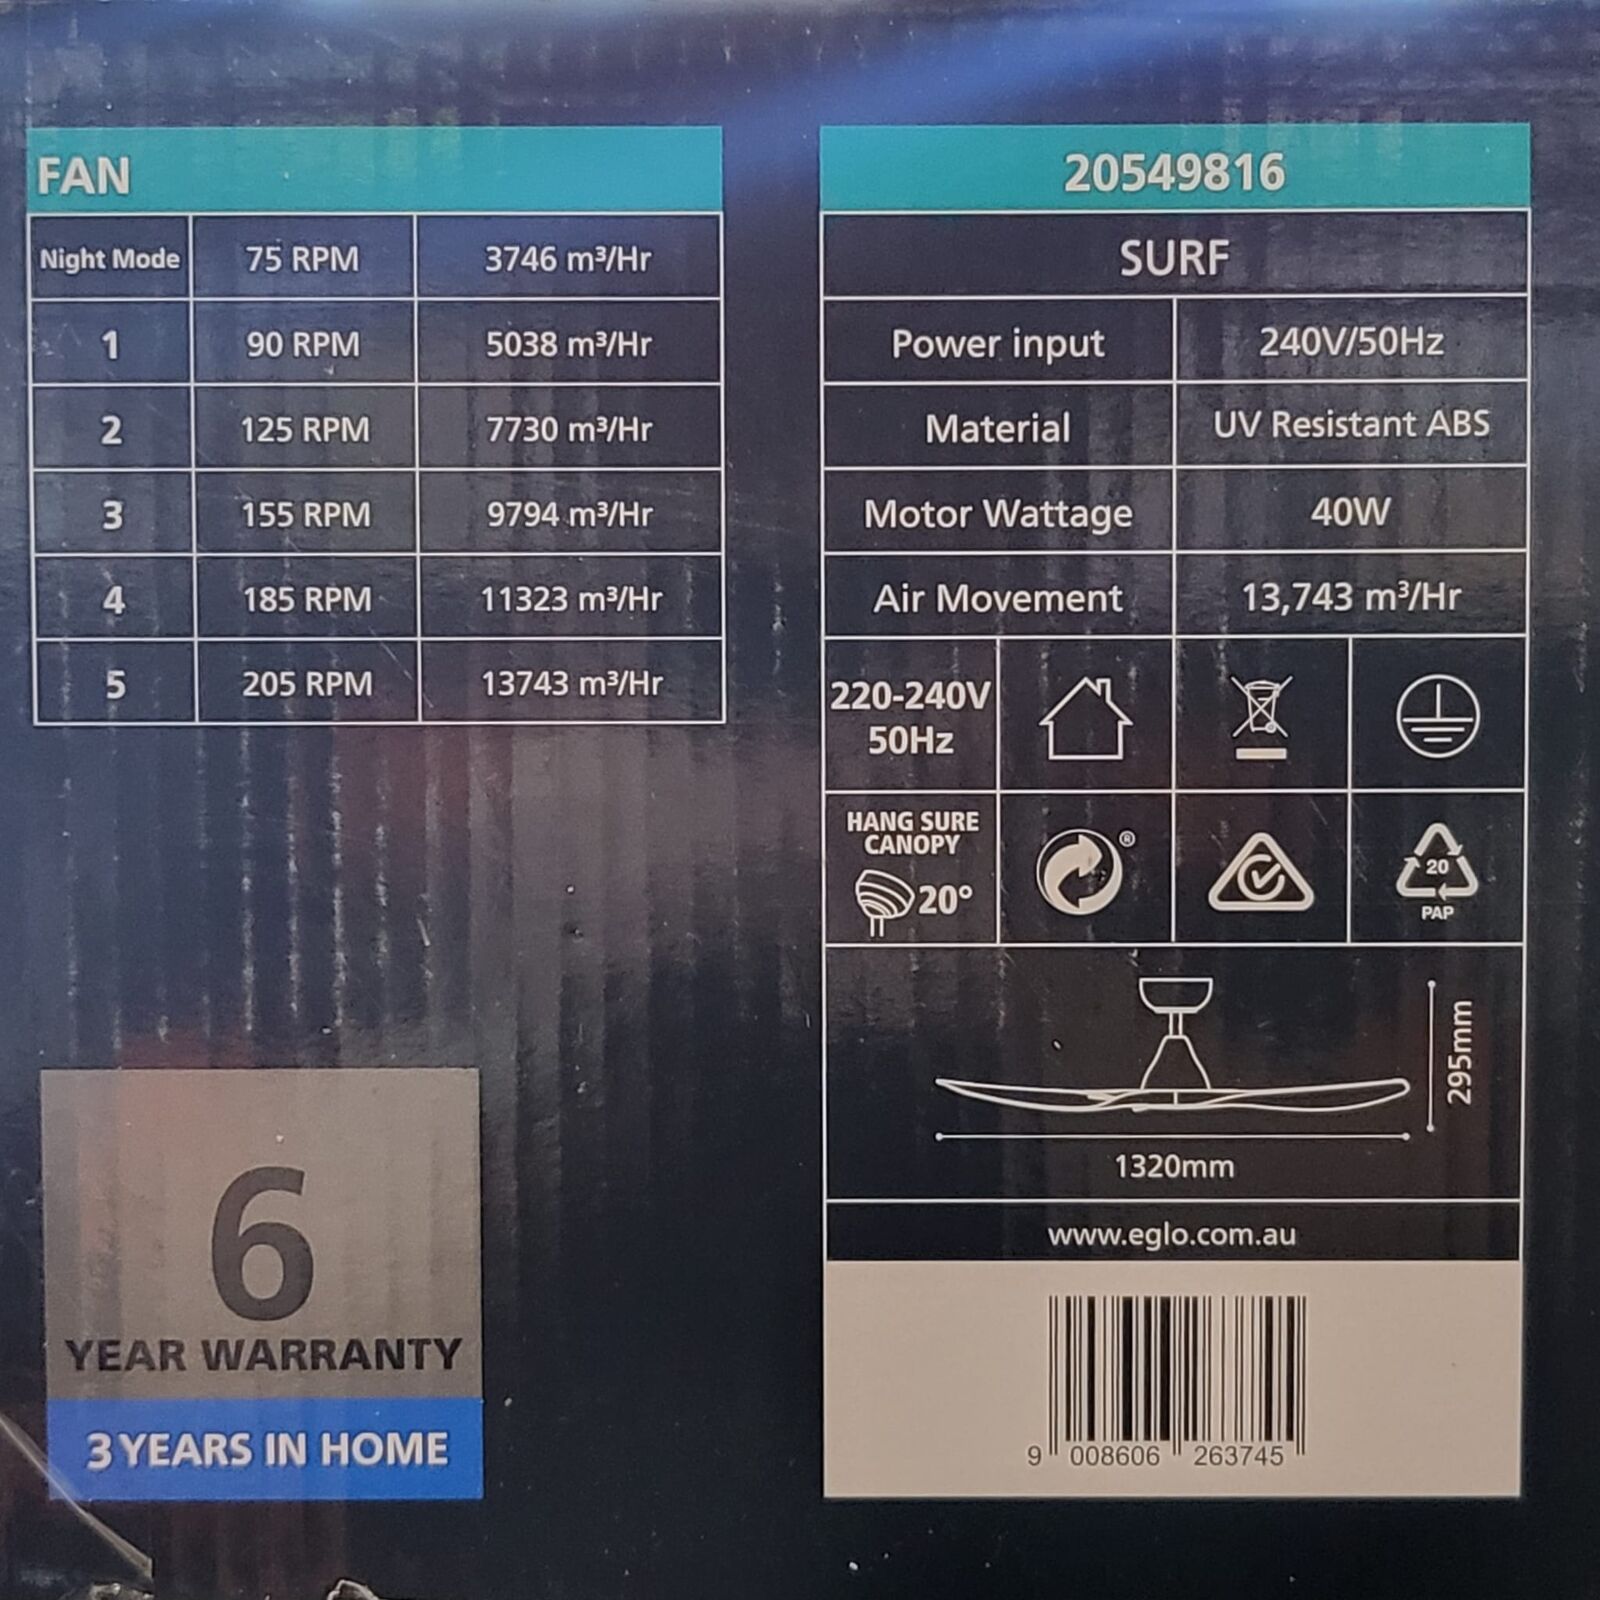 FAN
Night Mode 75 RPM 3746 m³/Hr
1 90 RPM 5038 m³/Hr
2 125 RPM 7730 m³/Hr
3 155 RPM 9794 m³/Hr
4 185 RPM 11323 m³/Hr
5 205 RPM 13743 m³/Hr
6
YEAR WARRANTY
3 YEARS IN HOME
20549816
SURF
Power input 240V/50Hz
Material UV Resistant ABS
Motor Wattage 40W
Air Movement 13,743 m³/Hr
220-240V
50Hz
HANG SURE
CANOPY
20°
®
20
PAP
295mm
1320mm
www.eglo.com.au
9 008606 263745